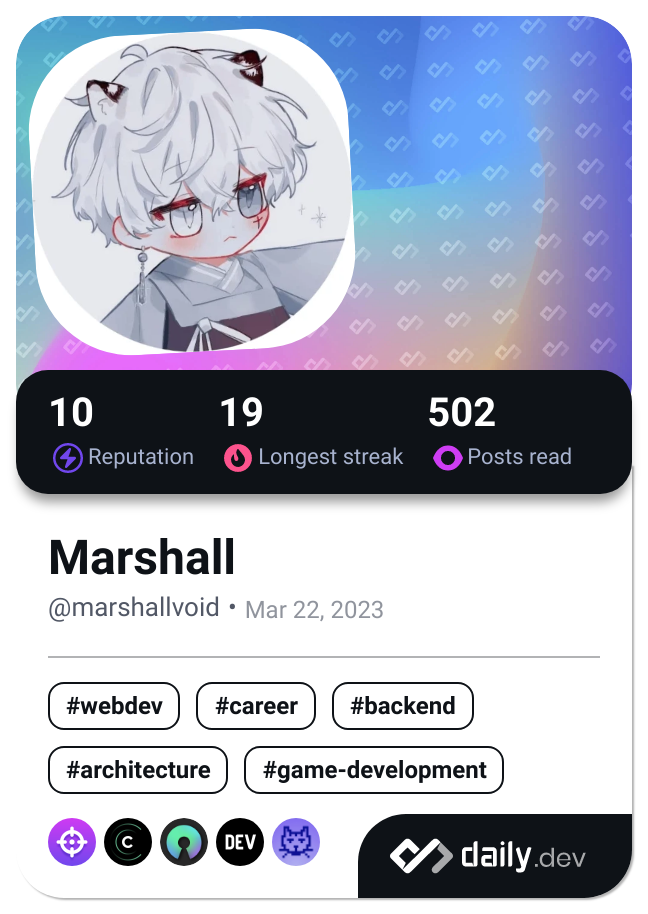 10 19 502
Reputation Longest streak Posts read
Marshall
@marshallvoid • Mar 22, 2023
#webdev #career #backend
#architecture #game-development
C DEV
daily.dev